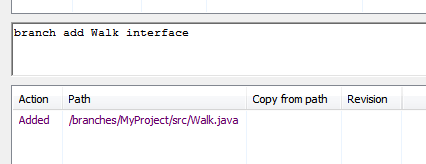 branch add Walk interface
Action Path Copy from path Revision
Added /branches/MyProject/src/Walk.java